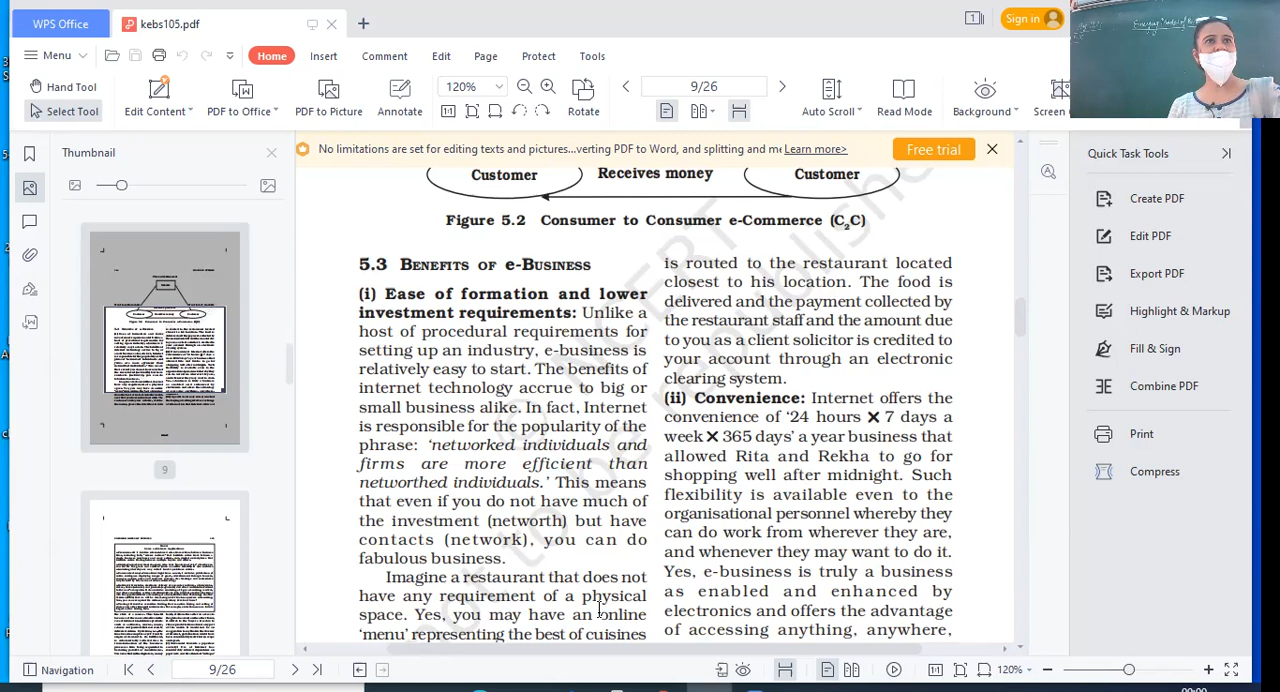 WPS Office
kebs105.pdf
1
Sign in
Menu
Home
Insert
Comment
Edit
Page
Protect
Tools
Hand Tool
Select Tool
Edit Content
PDF to Office
PDF to Picture
Annotate
120%
Rotate
9/26
Auto Scroll
Read Mode
Background
Screen
Thumbnail
No limitations are set for editing texts and pictures...verting PDF to Word, and splitting and me Learn more>
Free trial
Quick Task Tools
Create PDF
Edit PDF
Export PDF
Highlight & Markup
Fill & Sign
Combine PDF
Print
Compress
9
Customer Receives money Customer
Figure 5.2 Consumer to Consumer e-Commerce (C2C)
5.3 BENEFITS OF e-BUSINESS
(i) Ease of formation and lower
investment requirements: Unlike a
host of procedural requirements for
setting up an industry, e-business is
relatively easy to start. The benefits of
internet technology accrue to big or
small business alike. In fact, Internet
is responsible for the popularity of the
phrase: ‘networked individuals and
firms are more efficient than
networthed individuals.’ This means
that even if you do not have much of
the investment (networth) but have
contacts (network), you can do
fabulous business.
Imagine a restaurant that does not
have any requirement of a physical
space. Yes, you may have an online
‘menu’ representing the best of cuisines
is routed to the restaurant located
closest to his location. The food is
delivered and the payment collected by
the restaurant staff and the amount due
to you as a client solicitor is credited to
your account through an electronic
clearing system.
(ii) Convenience: Internet offers the
convenience of ‘24 hours × 7 days a
week × 365 days’ a year business that
allowed Rita and Rekha to go for
shopping well after midnight. Such
flexibility is available even to the
organisational personnel whereby they
can do work from wherever they are,
and whenever they may want to do it.
Yes, e-business is truly a business
as enabled and enhanced by
electronics and offers the advantage
of accessing anything, anywhere,
Navigation
9/26
120%